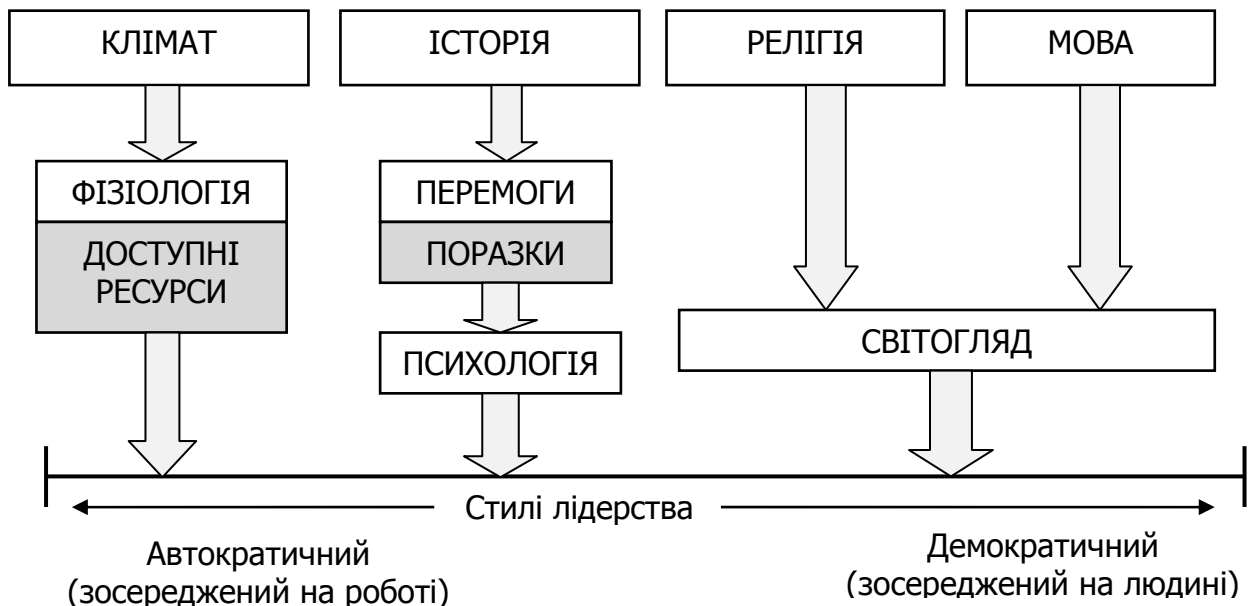 КЛІМАТ
ІСТОРІЯ
РЕЛІГІЯ
МОВА
ФІЗІОЛОГІЯ
ДОСТУПНІ
РЕСУРСИ
ПЕРЕМОГИ
ПОРАЗКИ
ПСИХОЛОГІЯ
СВІТОГЛЯД
Стилі лідерства
Автократичний
(зосереджений на роботі)
Демократичний
(зосереджений на людині)